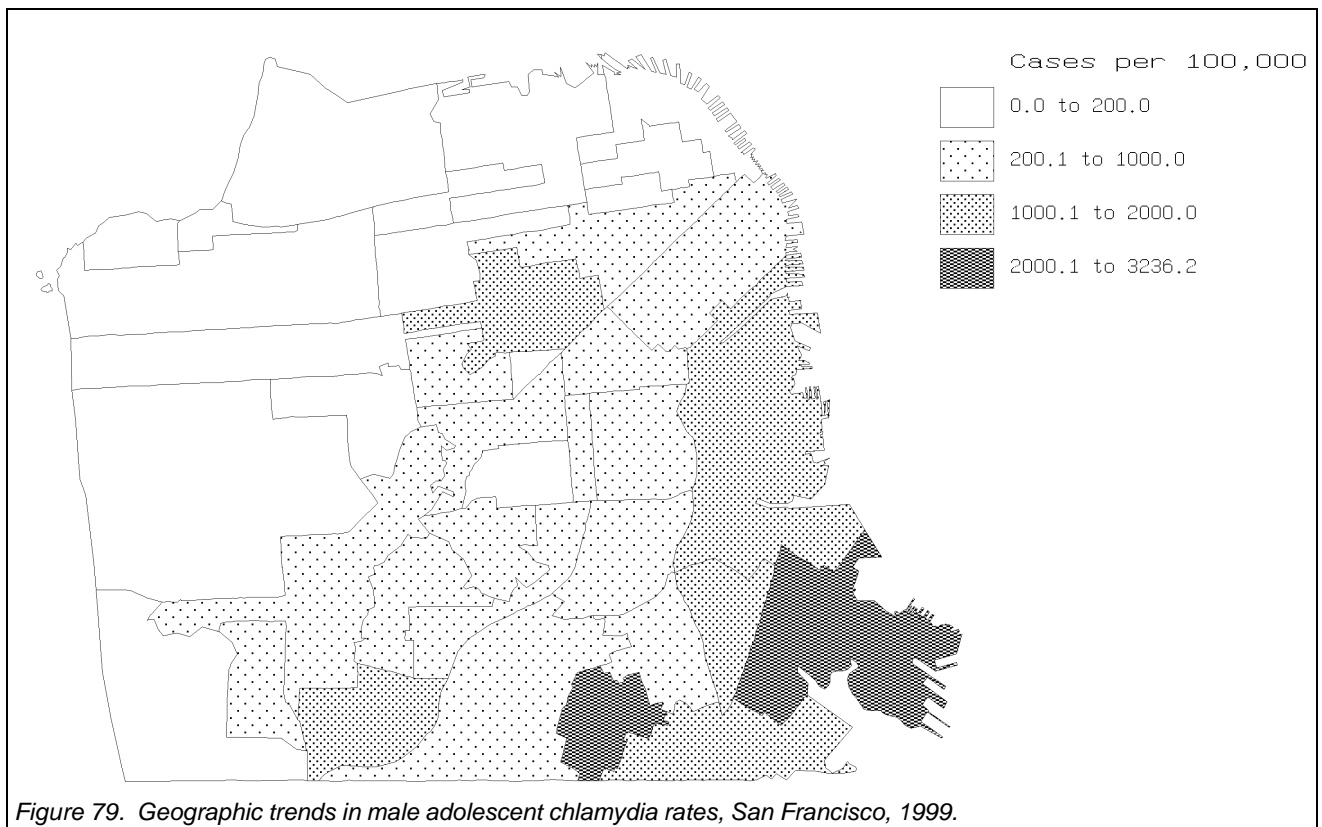 Cases per 100,000
0.0 to 200.0
200.1 to 1000.0
1000.1 to 2000.0
2000.1 to 3236.2
Figure 79. Geographic trends in male adolescent chlamydia rates, San Francisco, 1999.